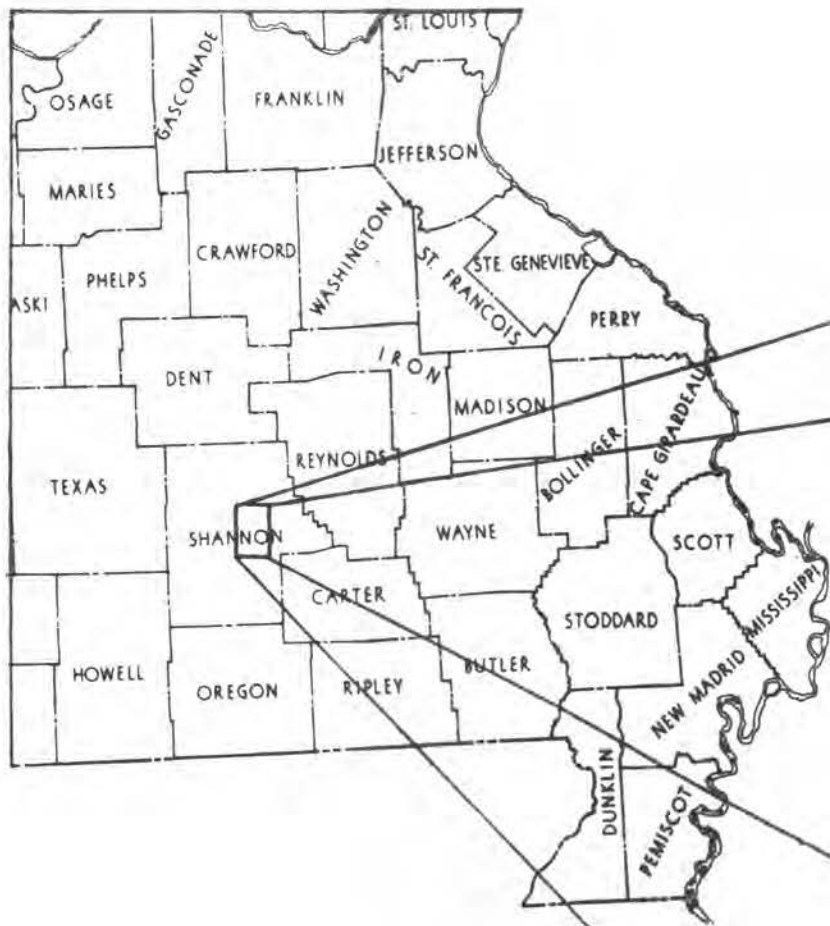 ST. LOUIS
OSAGE
GASCONADE
FRANKLIN
JEFFERSON
MARIES
CRAWFORD
WASHINGTON
ST. FRANCOIS
STE. GENEVIEVE
PHELPS
ASKI
PERRY
IRON
DENT
MADISON
CAPE GIRARDEAU
BOLLINGER
REYNOLDS
TEXAS
SHANNON
WAYNE
SCOTT
MISSISSIPPI
CARTER
STODDARD
HOWELL
OREGON
RIPLEY
BUTLER
NEW MADRID
DUNKLIN
PEMISCOT